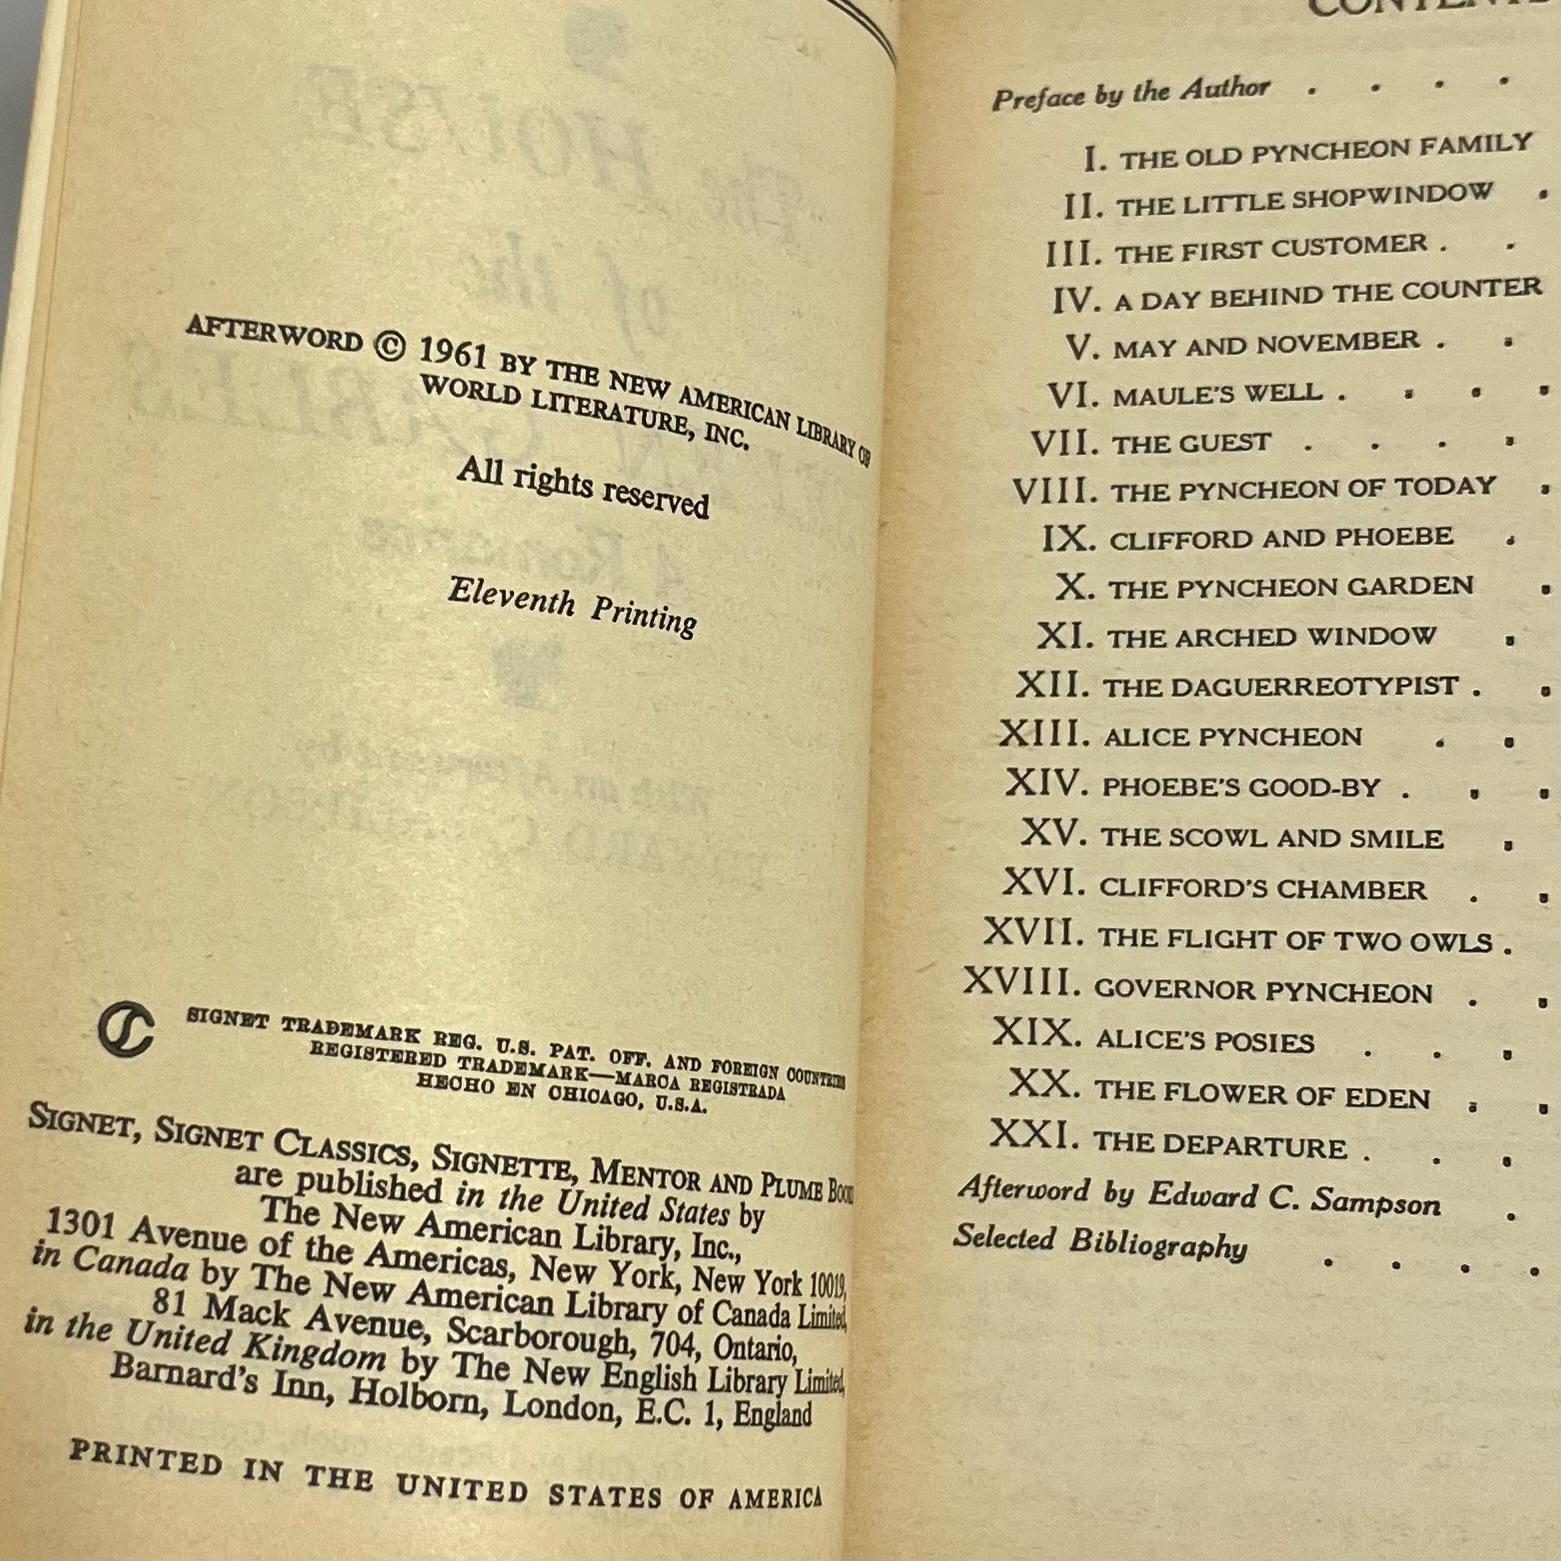 AFTERWORD © 1961 BY THE NEW AMERICAN LIBRARY OF
WORLD LITERATURE, INC.
All rights reserved
Eleventh Printing
SIGNET TRADEMARK REG. U.S. PAT. OFF. AND FOREIGN COUNTRIES
REGISTERED TRADEMARK—MARCA REGISTRADA
HECHO EN CHICAGO, U.S.A.
SIGNET, SIGNET CLASSICS, SIGNETTE, MENTOR AND PLUME BOOKS
are published in the United States by
The New American Library, Inc.,
1301 Avenue of the Americas, New York, New York 10019,
in Canada by The New American Library of Canada Limited,
81 Mack Avenue, Scarborough, 704, Ontario,
in the United Kingdom by The New English Library Limited,
Barnard's Inn, Holborn, London, E.C. 1, England
PRINTED IN THE UNITED STATES OF AMERICA
CONTENTS
Preface by the Author . . . .
I. THE OLD PYNCHEON FAMILY
II. THE LITTLE SHOPWINDOW .
III. THE FIRST CUSTOMER . .
IV. A DAY BEHIND THE COUNTER
V. MAY AND NOVEMBER . .
VI. MAULE'S WELL . . . .
VII. THE GUEST . . . .
VIII. THE PYNCHEON OF TODAY .
IX. CLIFFORD AND PHOEBE .
X. THE PYNCHEON GARDEN .
XI. THE ARCHED WINDOW .
XII. THE DAGUERREOTYPIST . .
XIII. ALICE PYNCHEON . .
XIV. PHOEBE'S GOOD-BY . . .
XV. THE SCOWL AND SMILE .
XVI. CLIFFORD'S CHAMBER . .
XVII. THE FLIGHT OF TWO OWLS .
XVIII. GOVERNOR PYNCHEON . .
XIX. ALICE'S POSIES . . .
XX. THE FLOWER OF EDEN . .
XXI. THE DEPARTURE . . .
Afterword by Edward C. Sampson .
Selected Bibliography . . . .